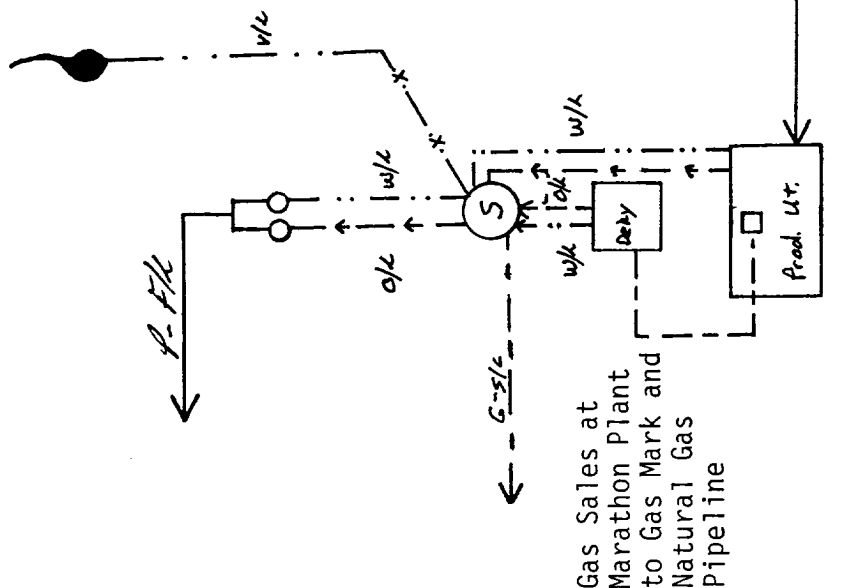 V/L
W/L
W/L
O/L
P-F/L
S
O/L
Dehy
W/L
G-S/L
Prod. Ut.
Gas Sales at
Marathon Plant
to Gas Mark and
Natural Gas
Pipeline